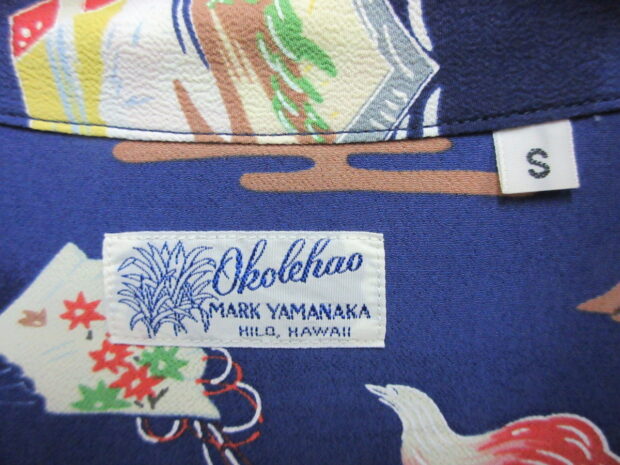 S
Okolehao
MARK YAMANAKA
HILO, HAWAII